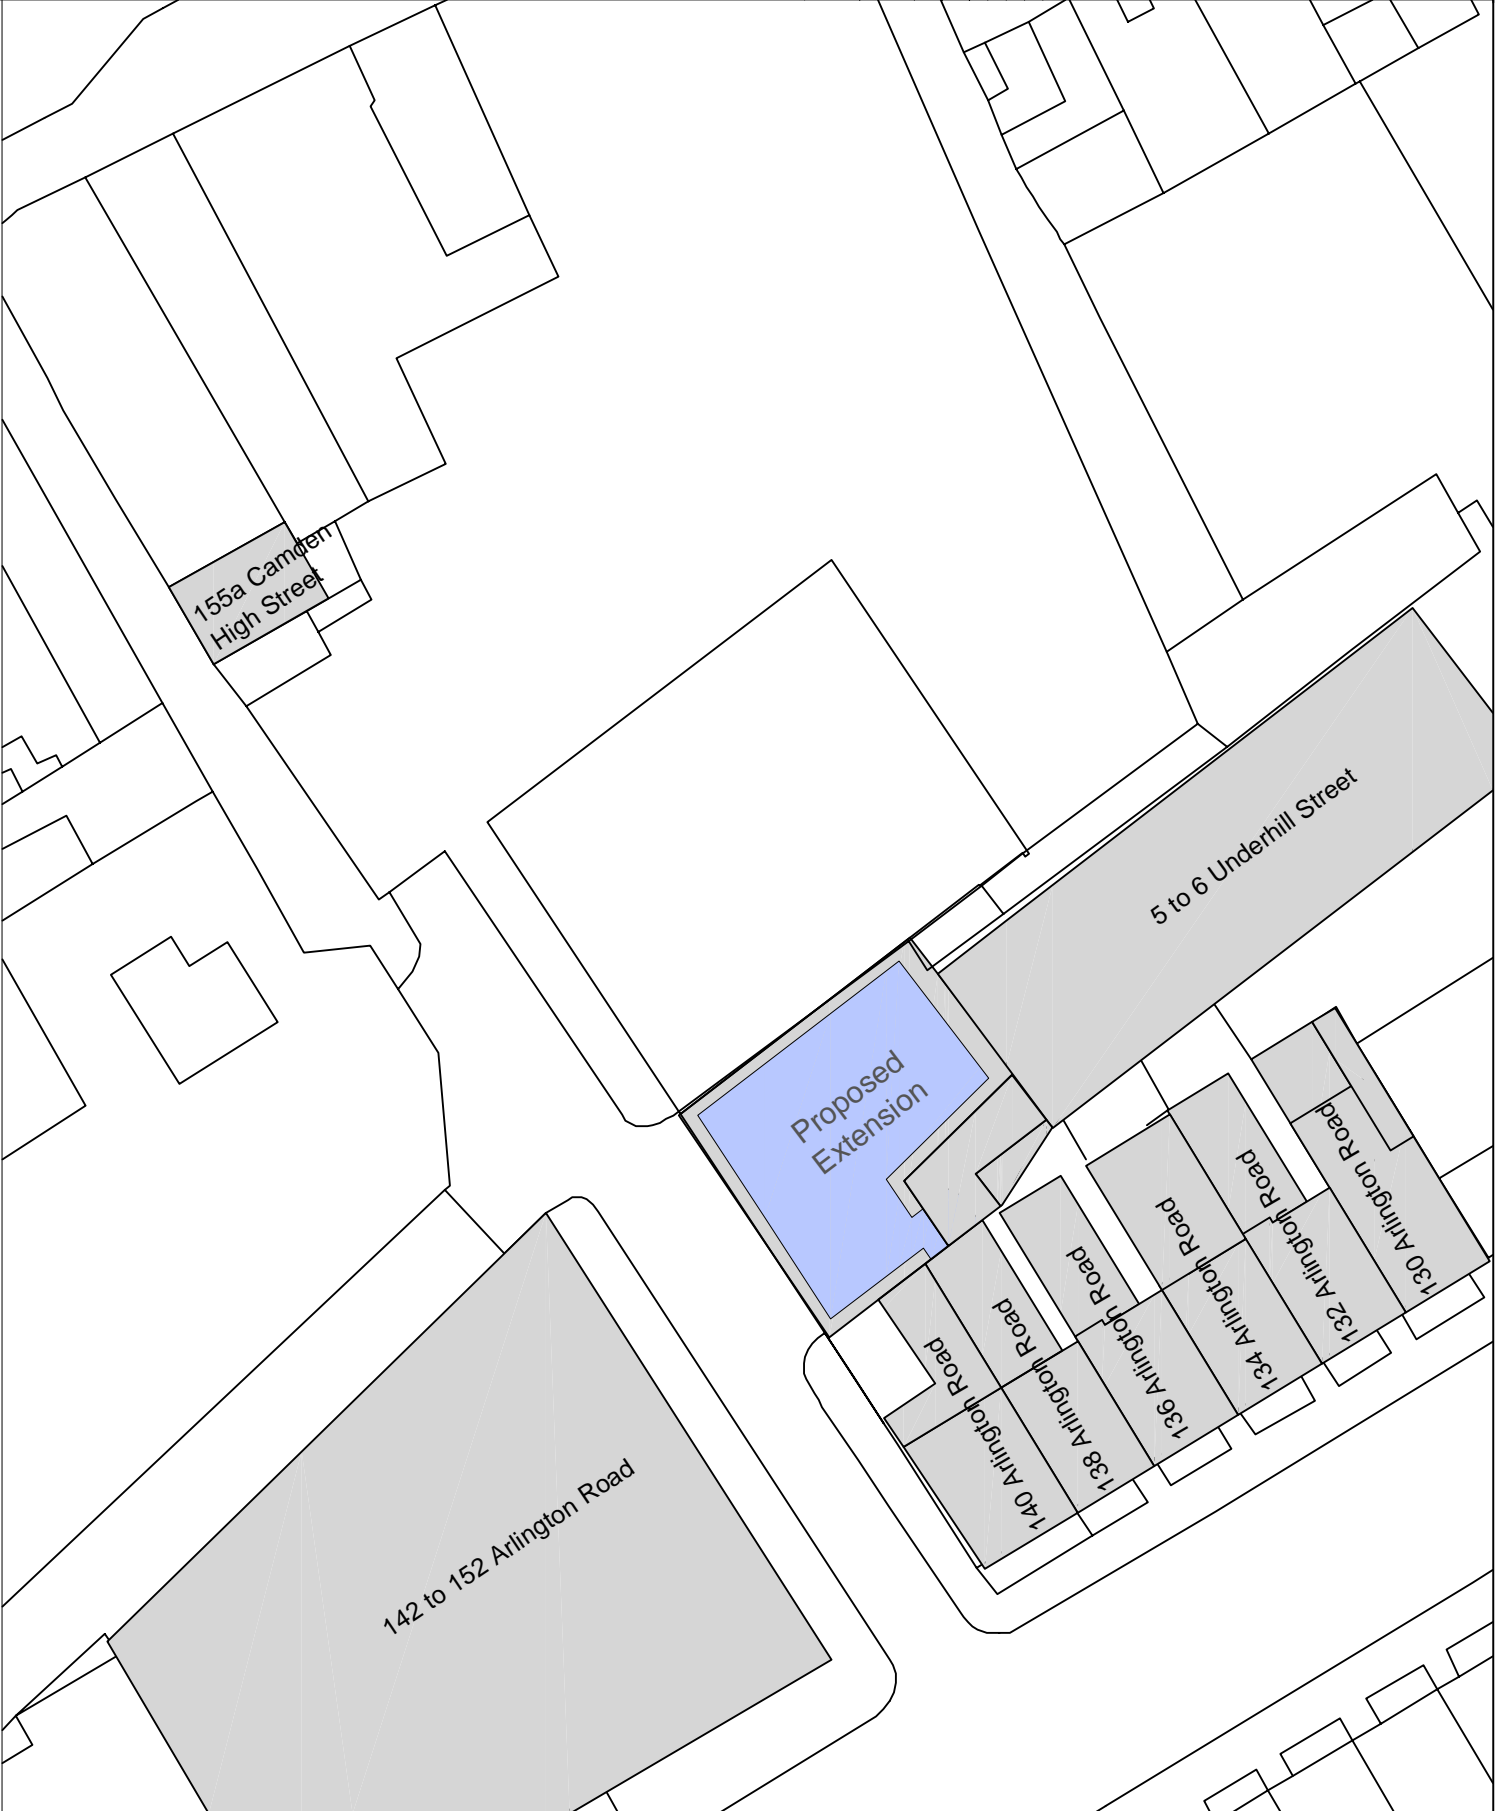 155a Camden
High Street
5 to 6 Underhill Street
Proposed
Extension
130 Arlington Road
132 Arlington Road
134 Arlington Road
136 Arlington Road
138 Arlington Road
140 Arlington Road
142 to 152 Arlington Road